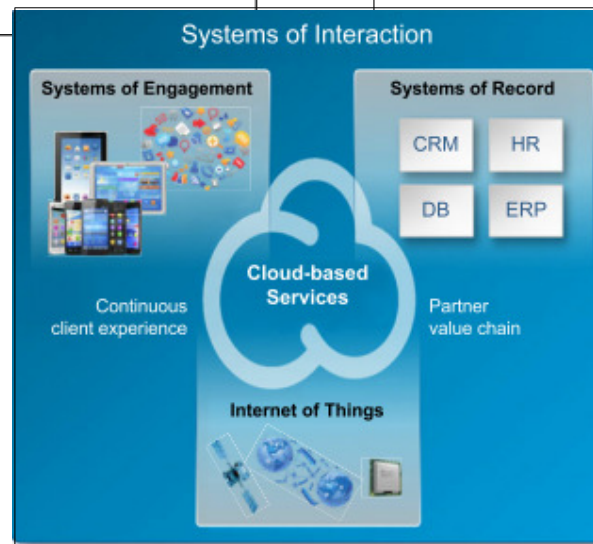 Systems of Interaction
Systems of Engagement
Systems of Record
CRM
HR
DB
ERP
Cloud-based
Services
Continuous
client experience
Partner
value chain
Internet of Things